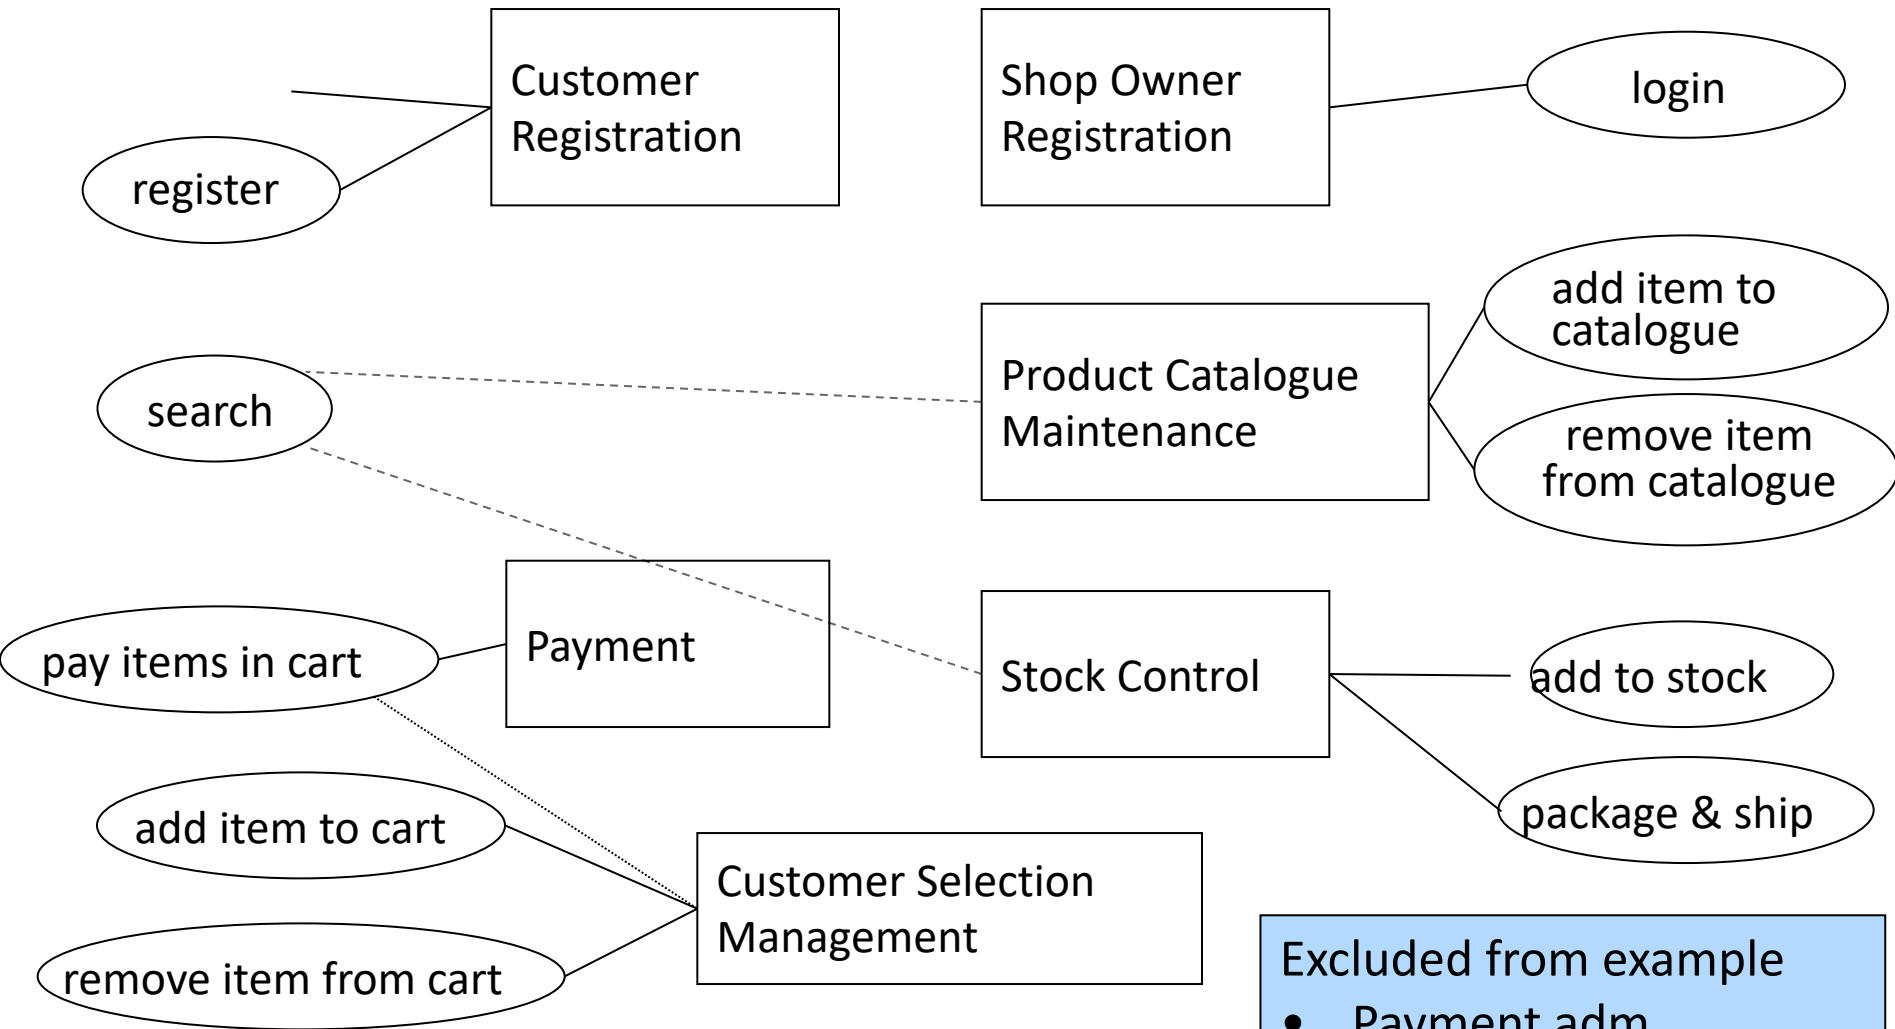 Customer
Registration
Shop Owner
Registration
login
register
add item to
catalogue
Product Catalogue
Maintenance
search
remove item
from catalogue
Payment
pay items in cart
Stock Control
add to stock
add item to cart
package & ship
Customer Selection
Management
remove item from cart
Excluded from example
• Payment adm